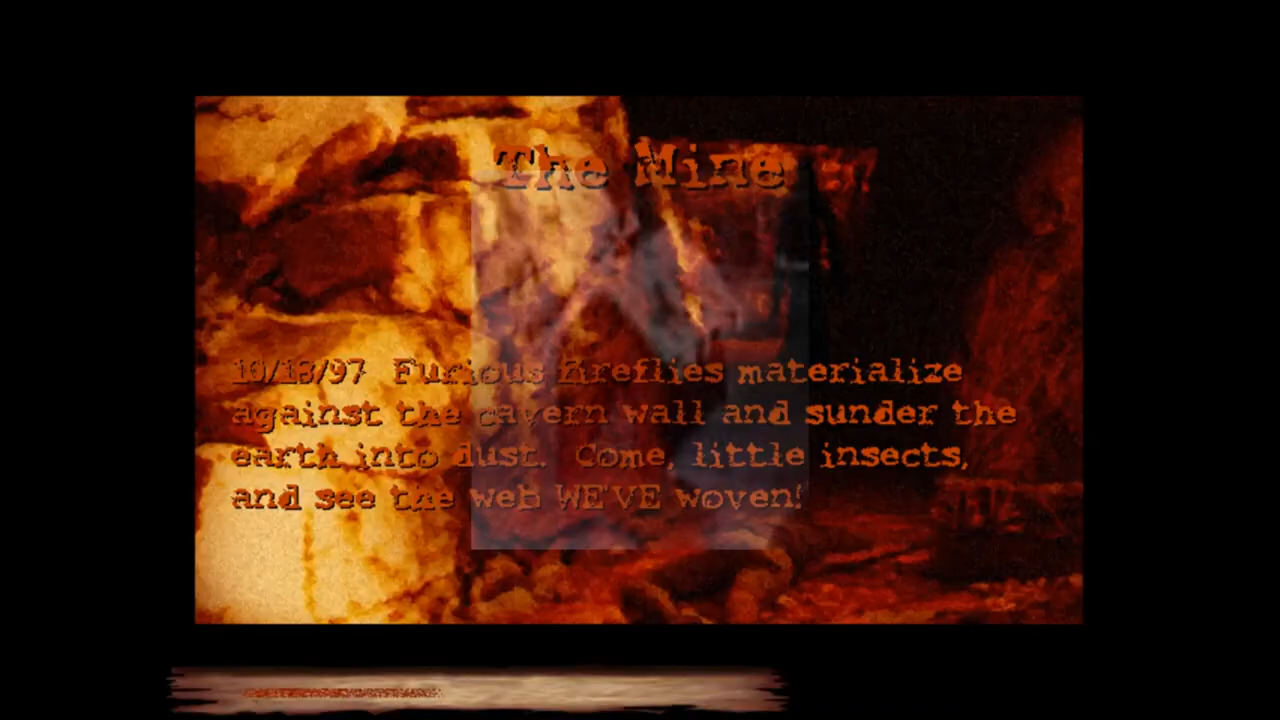 The Mine
10/18/97 Furious fireflies materialize
against the cavern wall and sunder the
earth into dust. Come, little insects,
and see the web WE'VE woven!